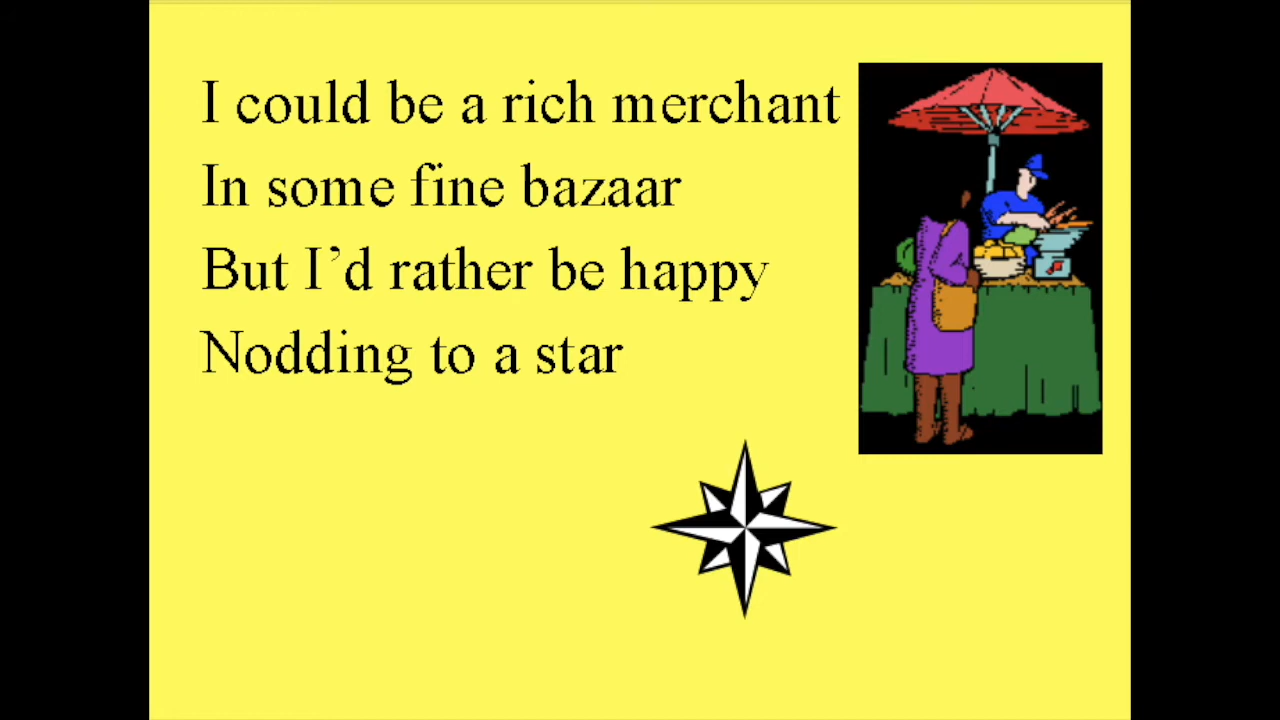 I could be a rich merchant
In some fine bazaar
But I’d rather be happy
Nodding to a star